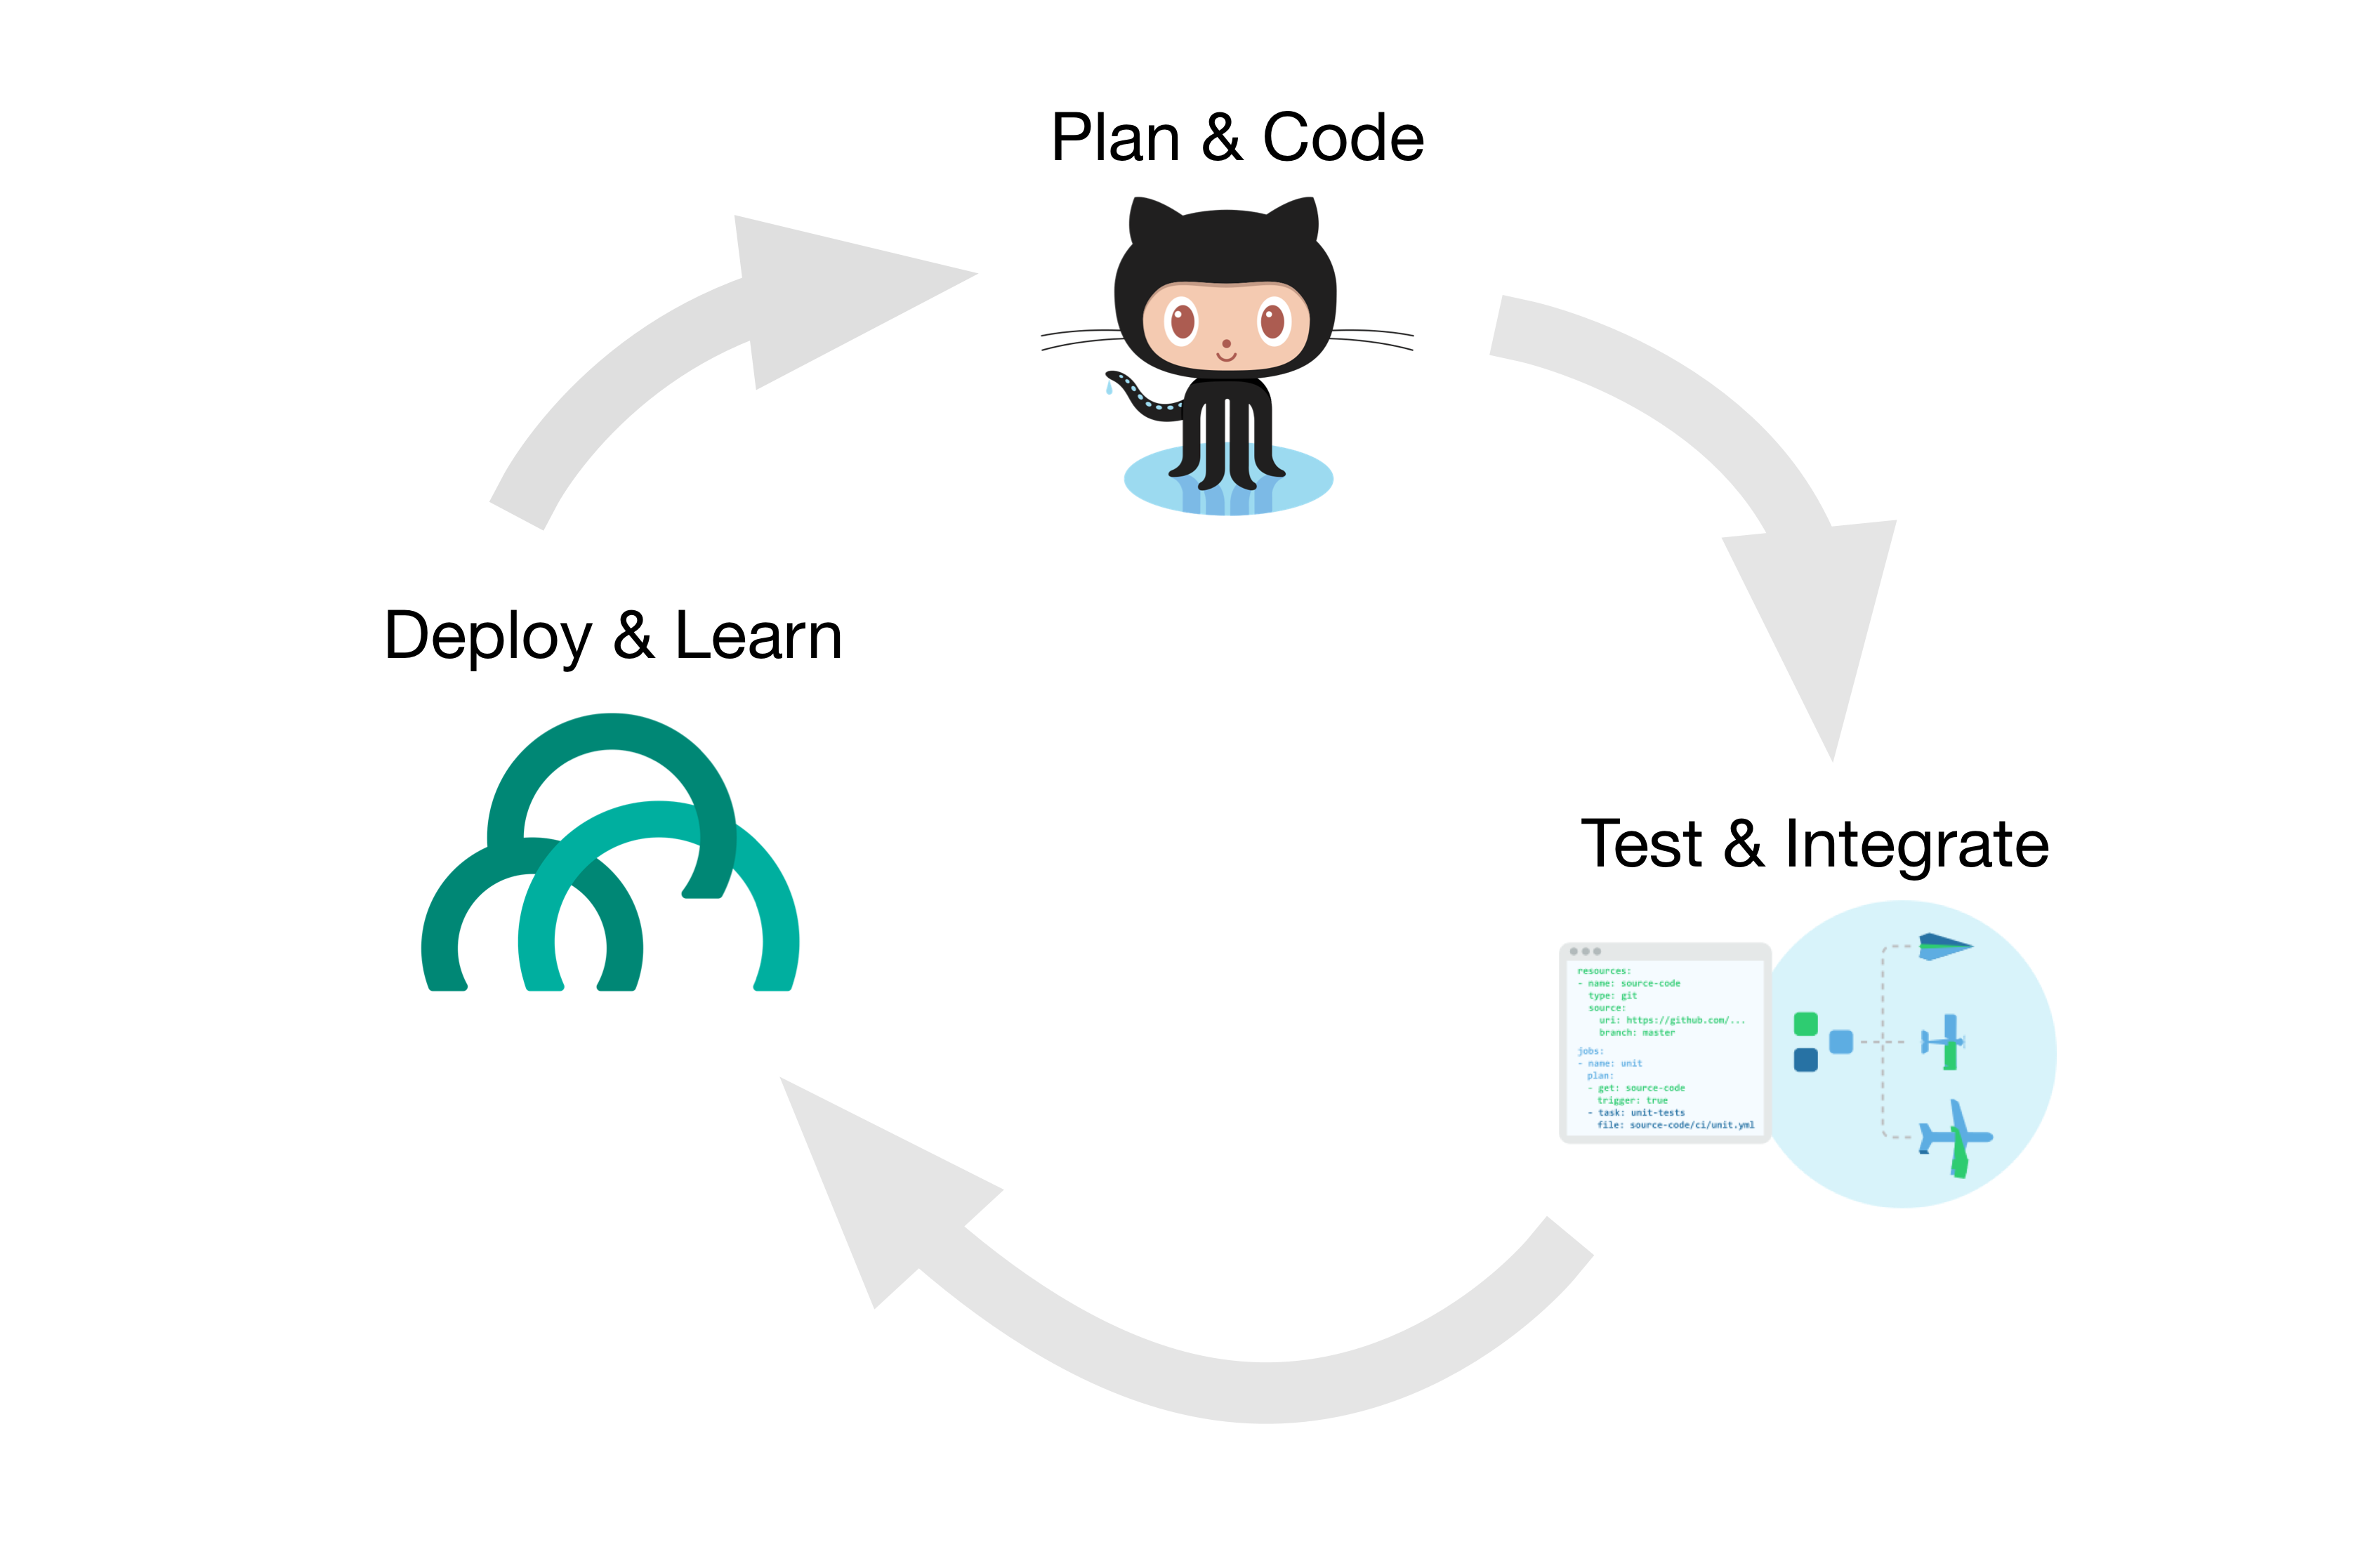 Plan & Code
Deploy & Learn
Test & Integrate
resources:
- name: source-code
type: git
source:
uri: https://github.com/...
branch: master
jobs:
- name: unit
plan:
- get: source-code
trigger: true
- task: unit-tests
file: source-code/ci/unit.yml